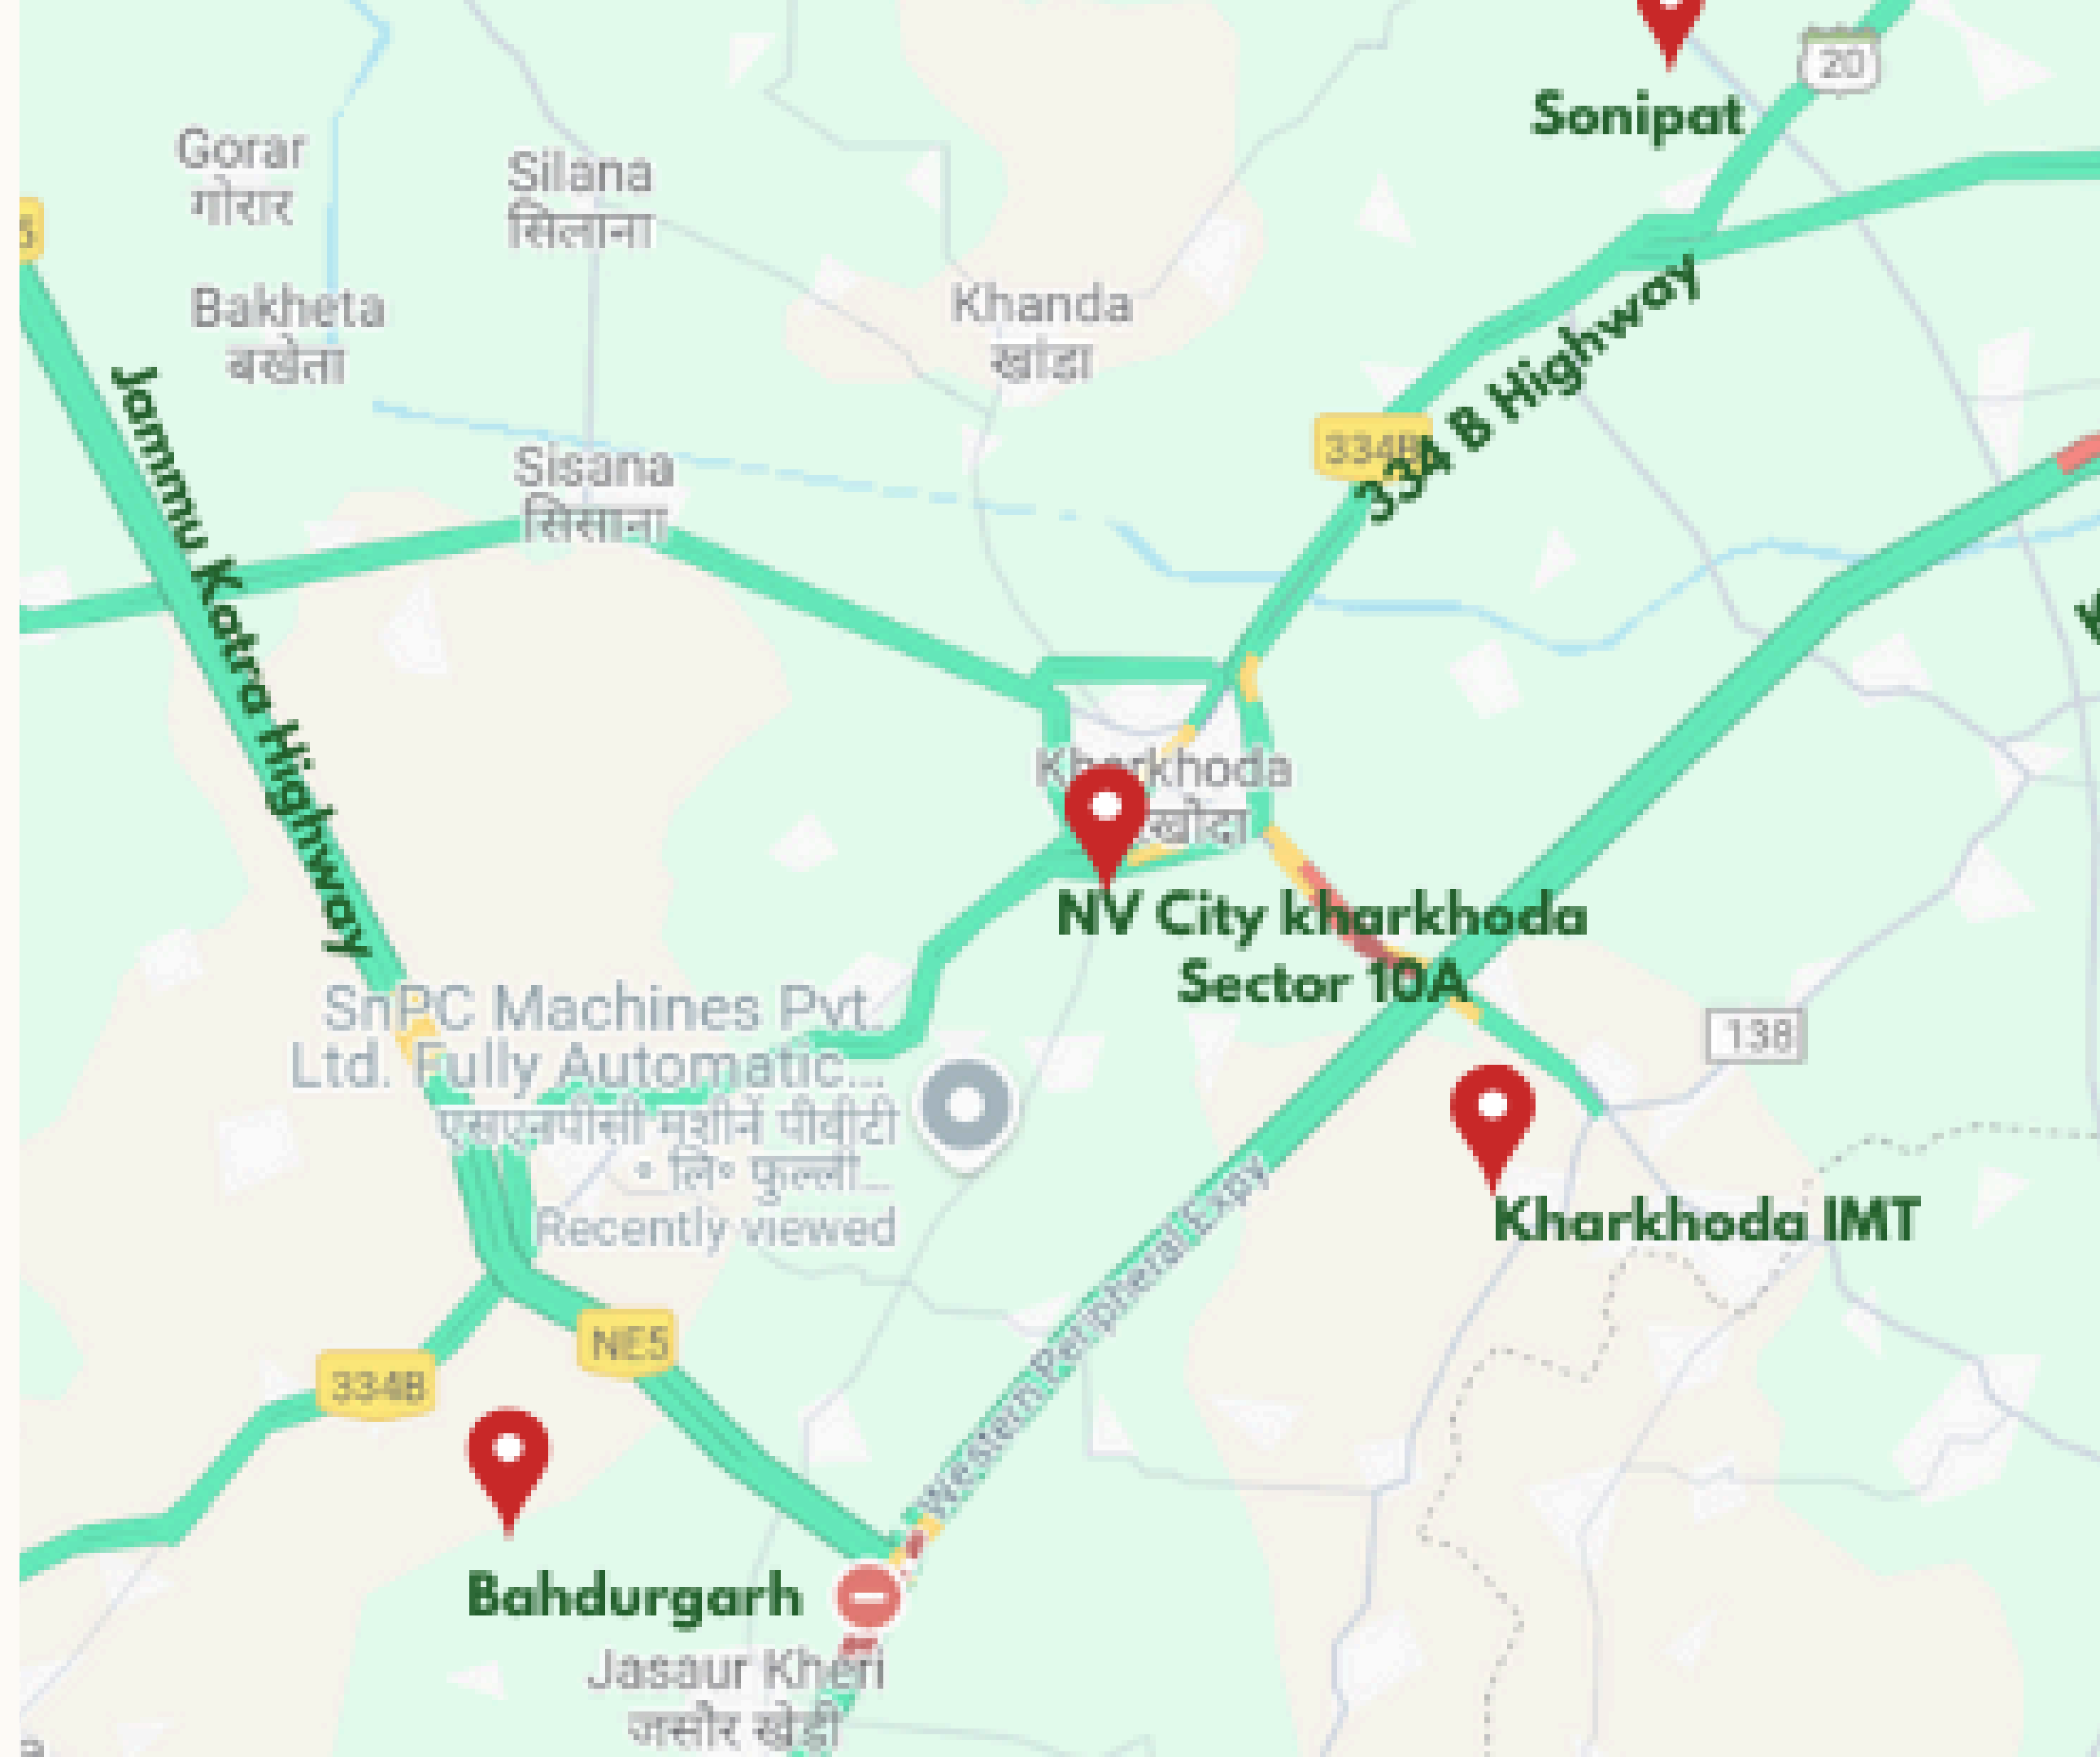 20
Sonipat
Gorar
गोरार
Silana
सिलाना
Bakheta
बखेता
Khanda
खांडा
334B
334 B Highway
Jammu Katra Highway
Sisana
सिसाना
Kharkhoda
NV City kharkhoda
Sector 10A
SnPC Machines Pvt.
Ltd. Fully Automatic...
एसएनपीसी मशीनें पीवीटी
॰ लि॰ फुल्ली...
Recently viewed
138
Kharkhoda IMT
Western Peripheral Expy
NE5
334B
Bahdurgarh
Jasaur Kheri
जसौर खेड़ी